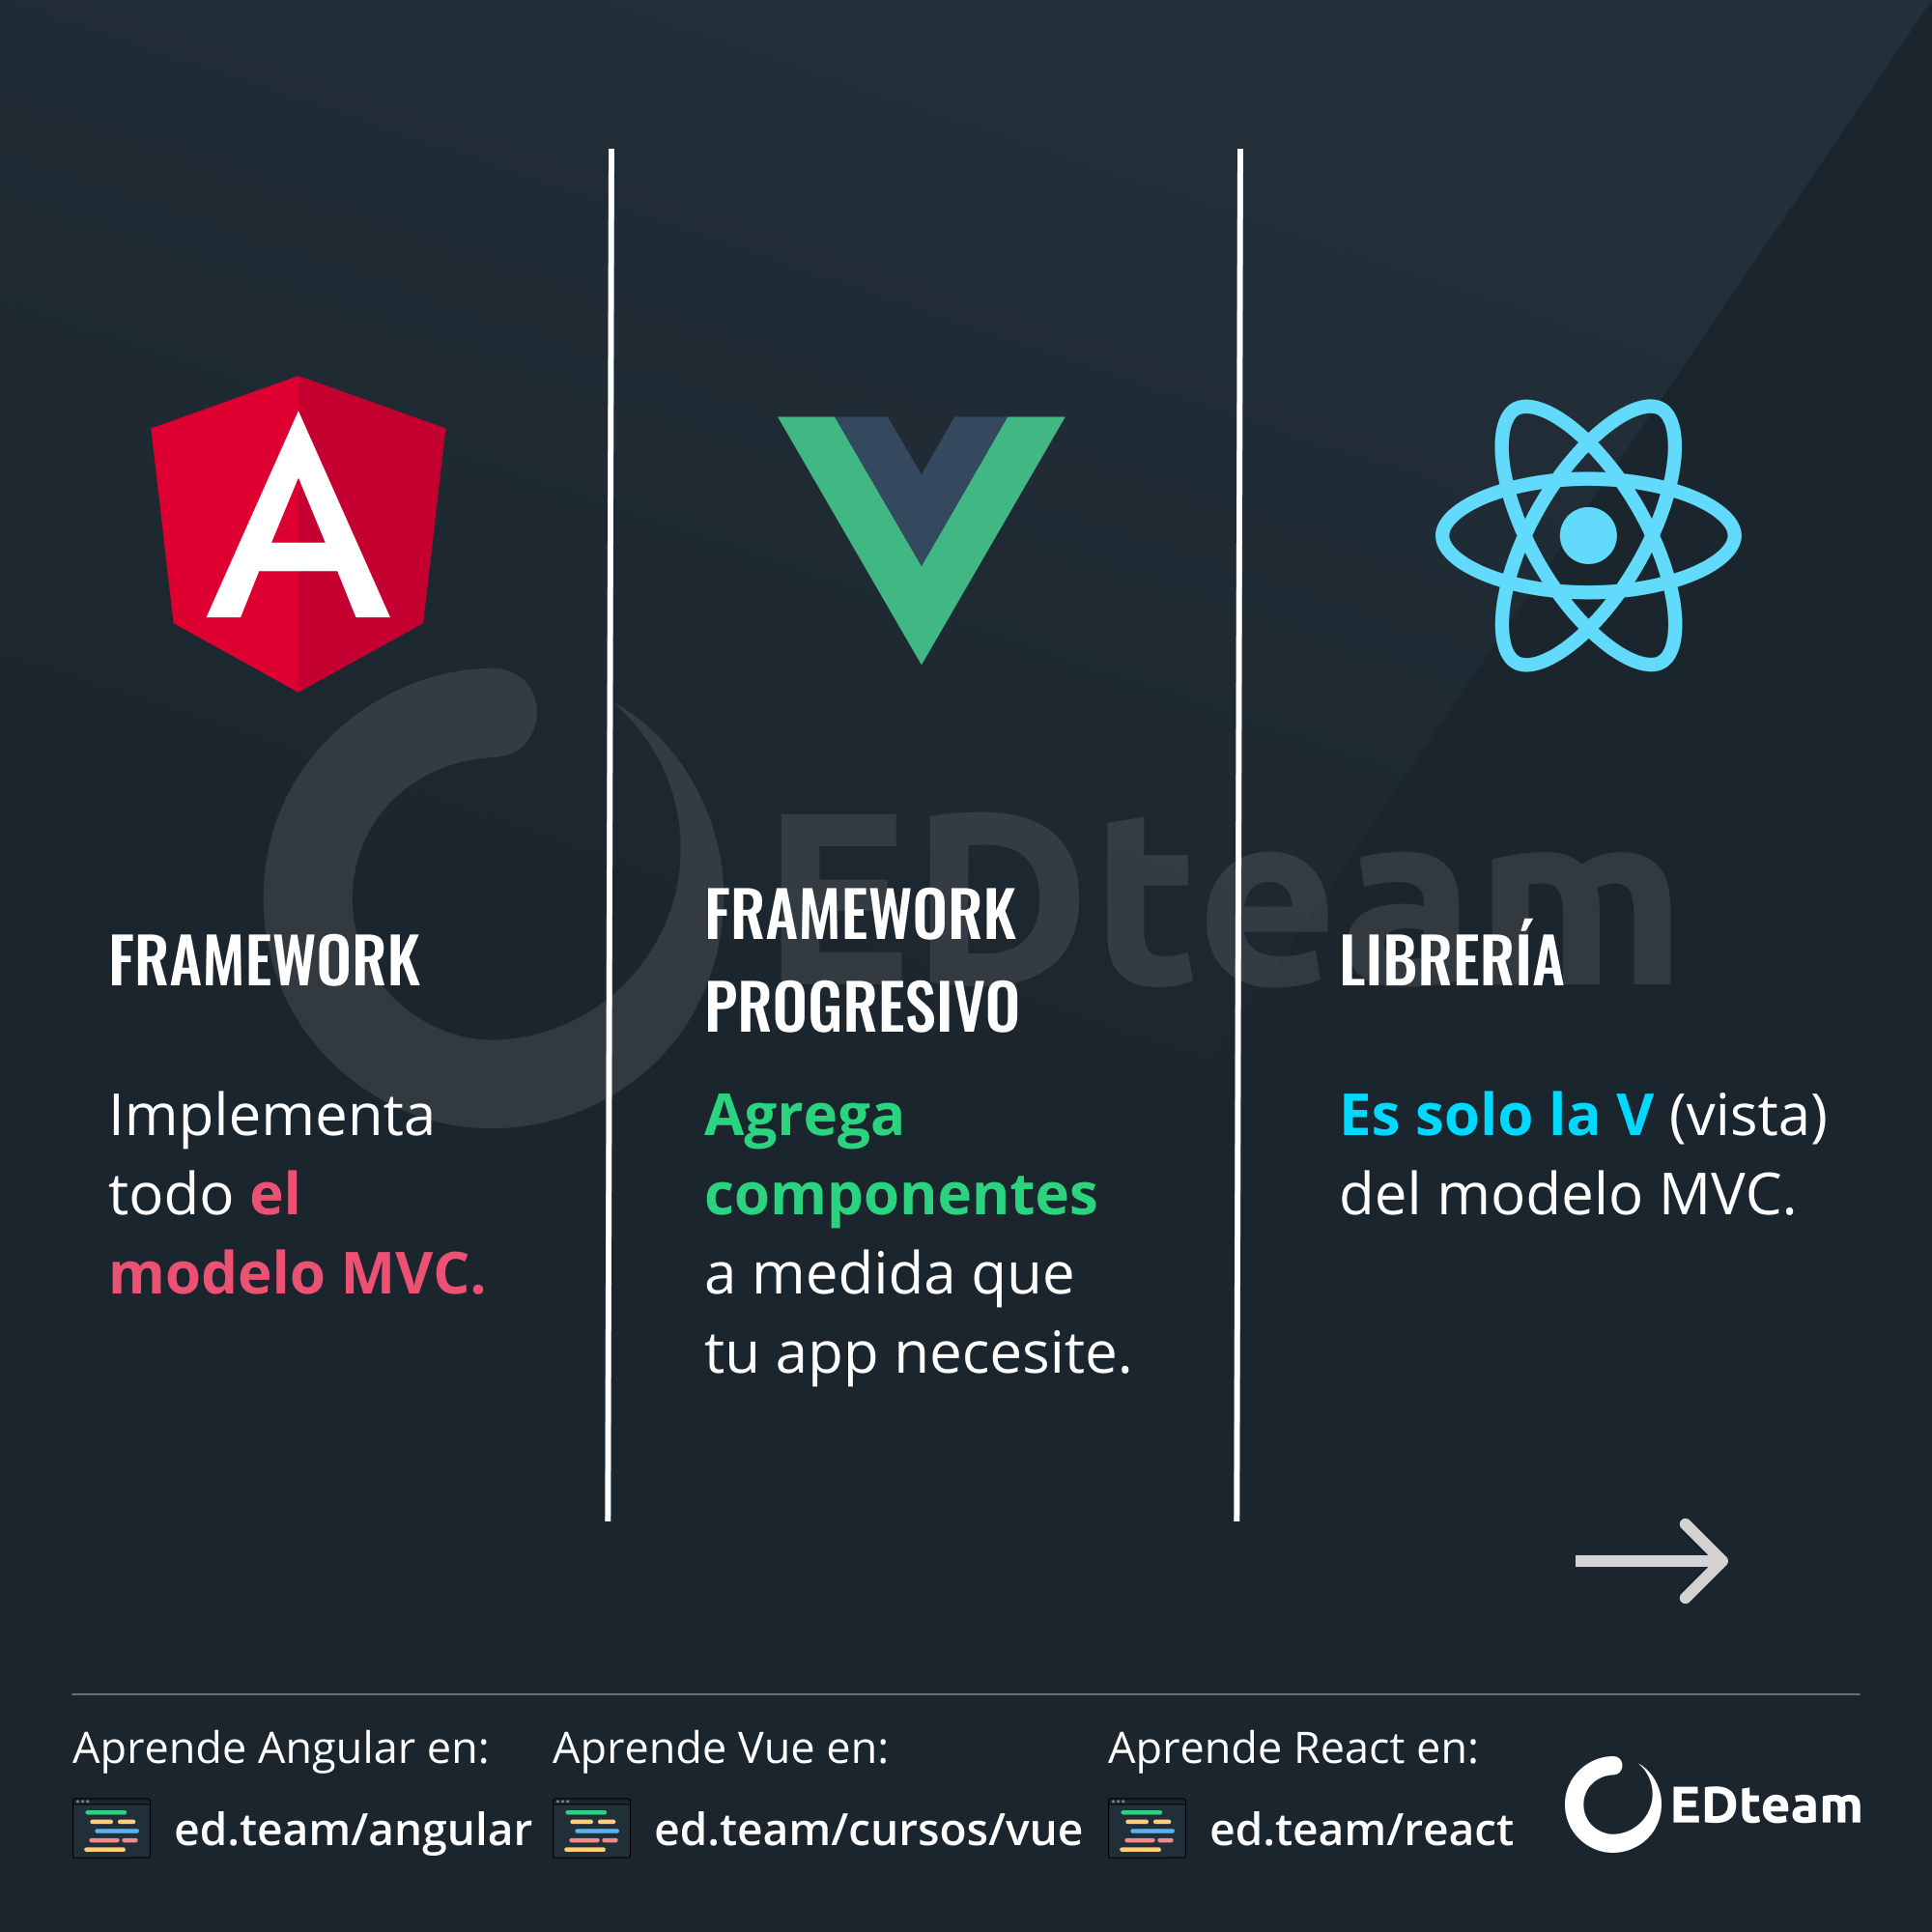 FRAMEWORK
Implementa
todo el
modelo MVC.
FRAMEWORK
PROGRESIVO
Agrega
componentes
a medida que
tu app necesite.
LIBRERÍA
Es solo la V (vista)
del modelo MVC.
EDteam
Aprende Angular en:
ed.team/angular
Aprende Vue en:
ed.team/cursos/vue
Aprende React en:
ed.team/react
EDteam